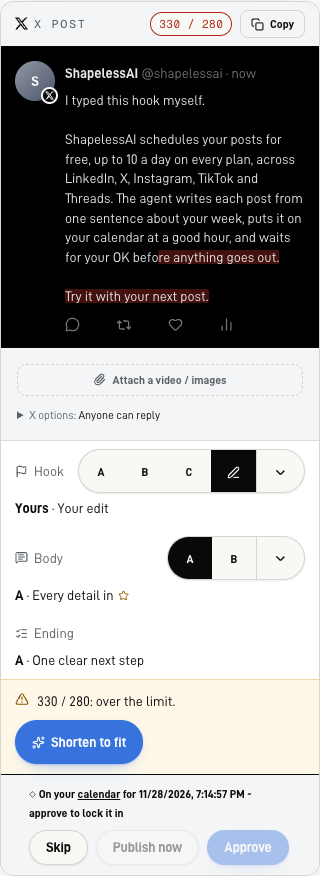 X POST 330 / 280 Copy
S
ShapelessAI @shapelessai · now
I typed this hook myself.
ShapelessAI schedules your posts for
free, up to 10 a day on every plan, across
LinkedIn, X, Instagram, TikTok and
Threads. The agent writes each post from
one sentence about your week, puts it on
your calendar at a good hour, and waits
for your OK before anything goes out.
Try it with your next post.
Attach a video / images
X options: Anyone can reply
Hook A B C
Yours · Your edit
Body A B
A · Every detail in
Ending
A · One clear next step
330 / 280: over the limit.
Shorten to fit
On your calendar for 11/28/2026, 7:14:57 PM -
approve to lock it in
Skip Publish now Approve